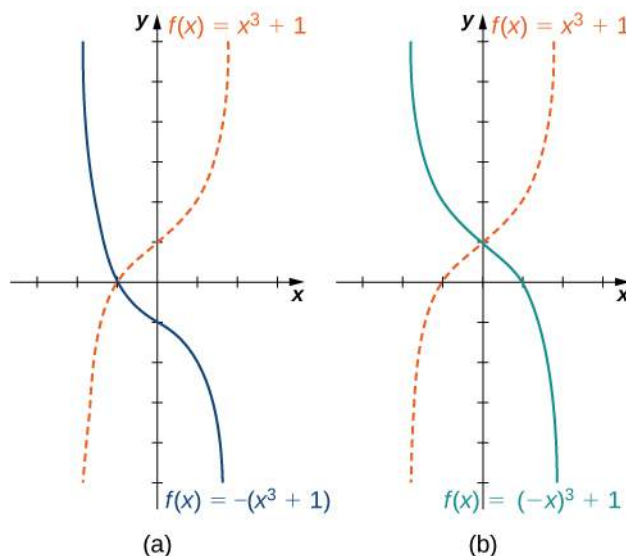 y
f(x) = x³ + 1
x
f(x) = –(x³ + 1)
(a)
y
f(x) = x³ + 1
x
f(x) = (–x)³ + 1
(b)